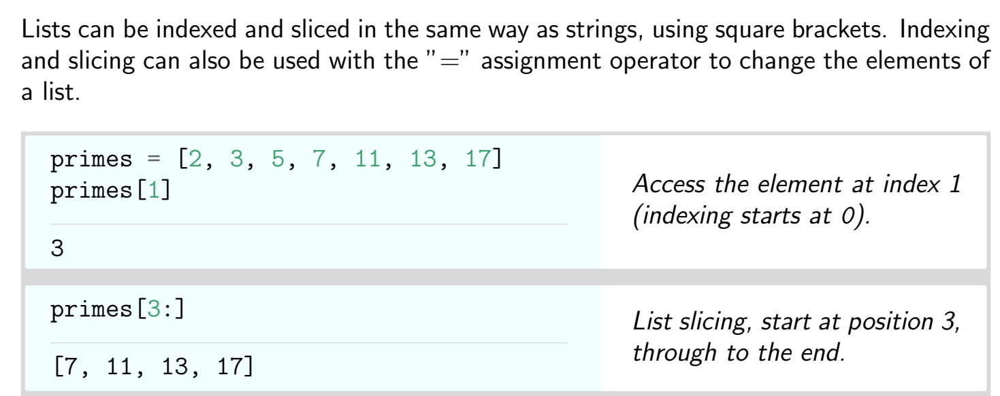 Lists can be indexed and sliced in the same way as strings, using square brackets. Indexing
and slicing can also be used with the ”=” assignment operator to change the elements of
a list.
primes = [2, 3, 5, 7, 11, 13, 17]
primes[1]
3
Access the element at index 1
(indexing starts at 0).
primes[3:]
[7, 11, 13, 17]
List slicing, start at position 3,
through to the end.